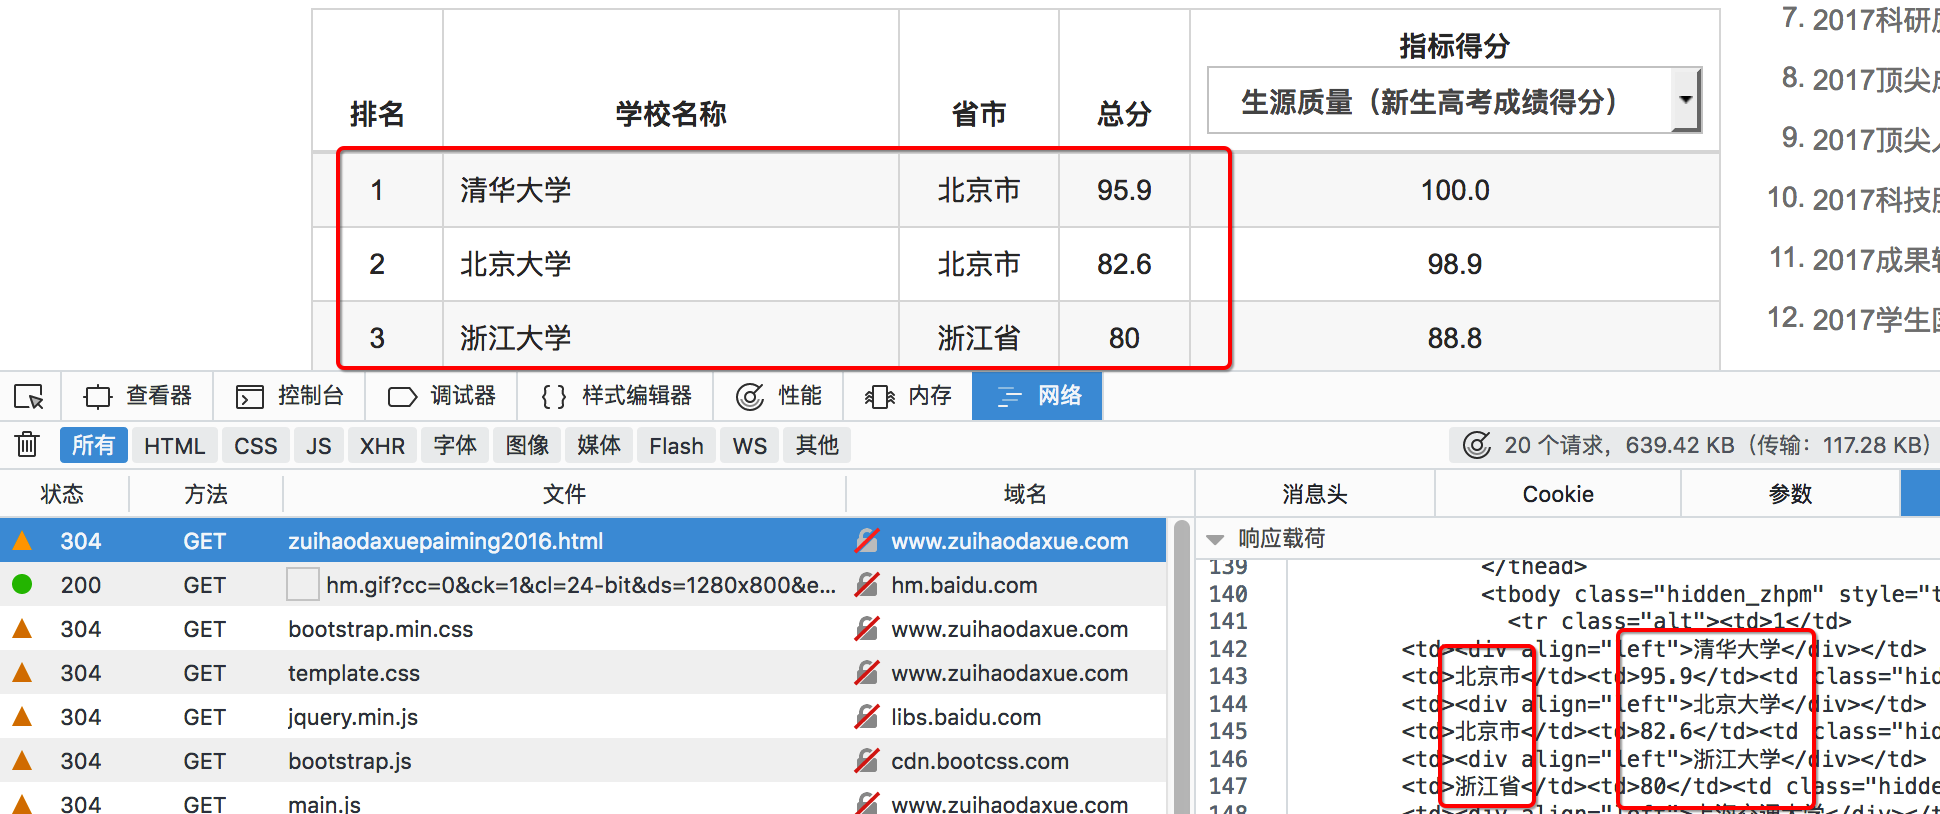 指标得分
排名 学校名称 省市 总分 生源质量（新生高考成绩得分）
1 清华大学 北京市 95.9 100.0
2 北京大学 北京市 82.6 98.9
3 浙江大学 浙江省 80 88.8
7. 2017科研
8. 2017顶尖
9. 2017顶尖
10. 2017科技
11. 2017成果
12. 2017学生
查看器 控制台 调试器 {} 样式编辑器 性能 内存 网络
所有 HTML CSS JS XHR 字体 图像 媒体 Flash WS 其他 20 个请求，639.42 KB（传输：117.28 KB）
状态 方法 文件 域名
304 GET zuihaodaxuepaiming2016.html www.zuihaodaxue.com
200 GET hm.gif?cc=0&ck=1&cl=24-bit&ds=1280x800&e... hm.baidu.com
304 GET bootstrap.min.css www.zuihaodaxue.com
304 GET template.css www.zuihaodaxue.com
304 GET jquery.min.js libs.baidu.com
304 GET bootstrap.js cdn.bootcss.com
304 GET main.js www.zuihaodaxue.com
消息头 Cookie 参数
响应载荷
139 </thead>
140 <tbody class="hidden_zhpm" style="t
141 <tr class="alt"><td>1</td>
142 <td><div align="left">清华大学</div></td>
143 <td>北京市</td><td>95.9</td><td class="hid
144 <td><div align="left">北京大学</div></td>
145 <td>北京市</td><td>82.6</td><td class="hid
146 <td><div align="left">浙江大学</div></td>
147 <td>浙江省</td><td>80</td><td class="hidde
148 <td><div align="left">上海交通大学</div></td>